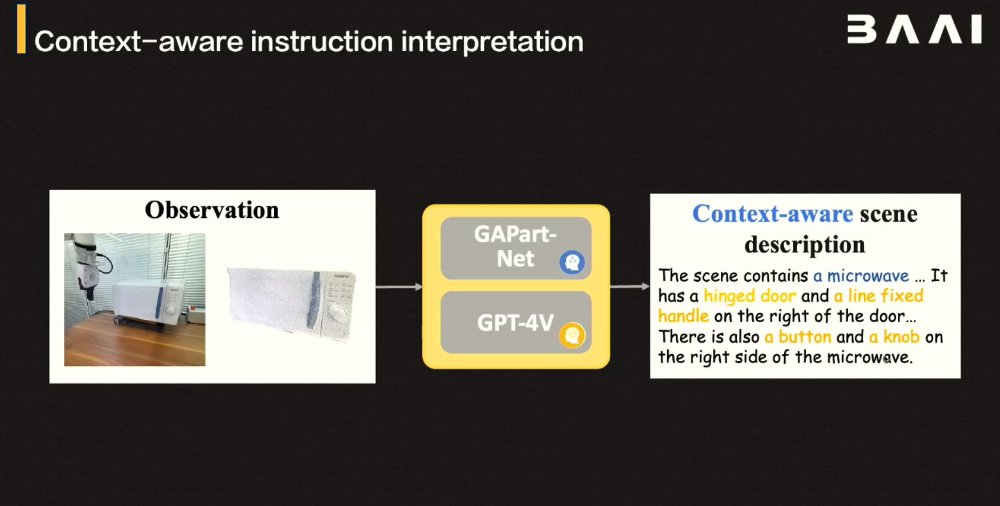 Context-aware instruction interpretation
BAAI
Observation
GAPart-
Net
GPT-4V
Context-aware scene
description
The scene contains a microwave ... It
has a hinged door and a line fixed
handle on the right of the door...
There is also a button and a knob on
the right side of the microwave.